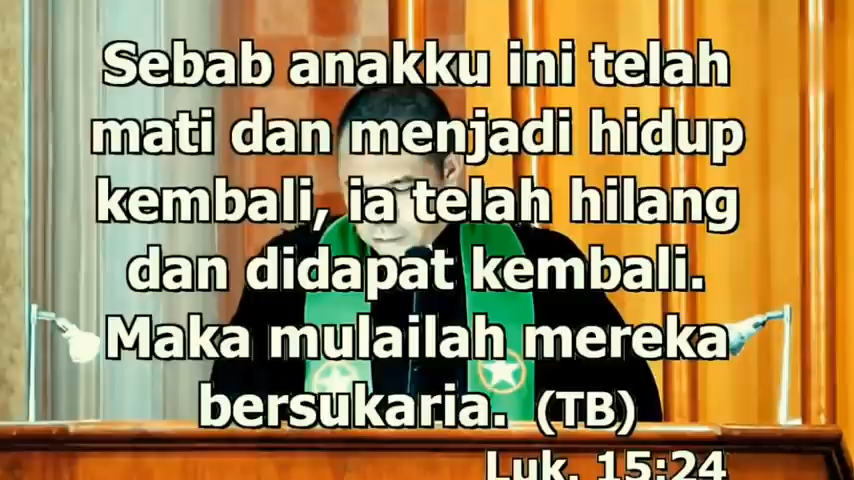 Sebab anakku ini telah
mati dan menjadi hidup
kembali, ia telah hilang
dan didapat kembali.
Maka mulailah mereka
bersukaria. (TB)
Luk. 15:24